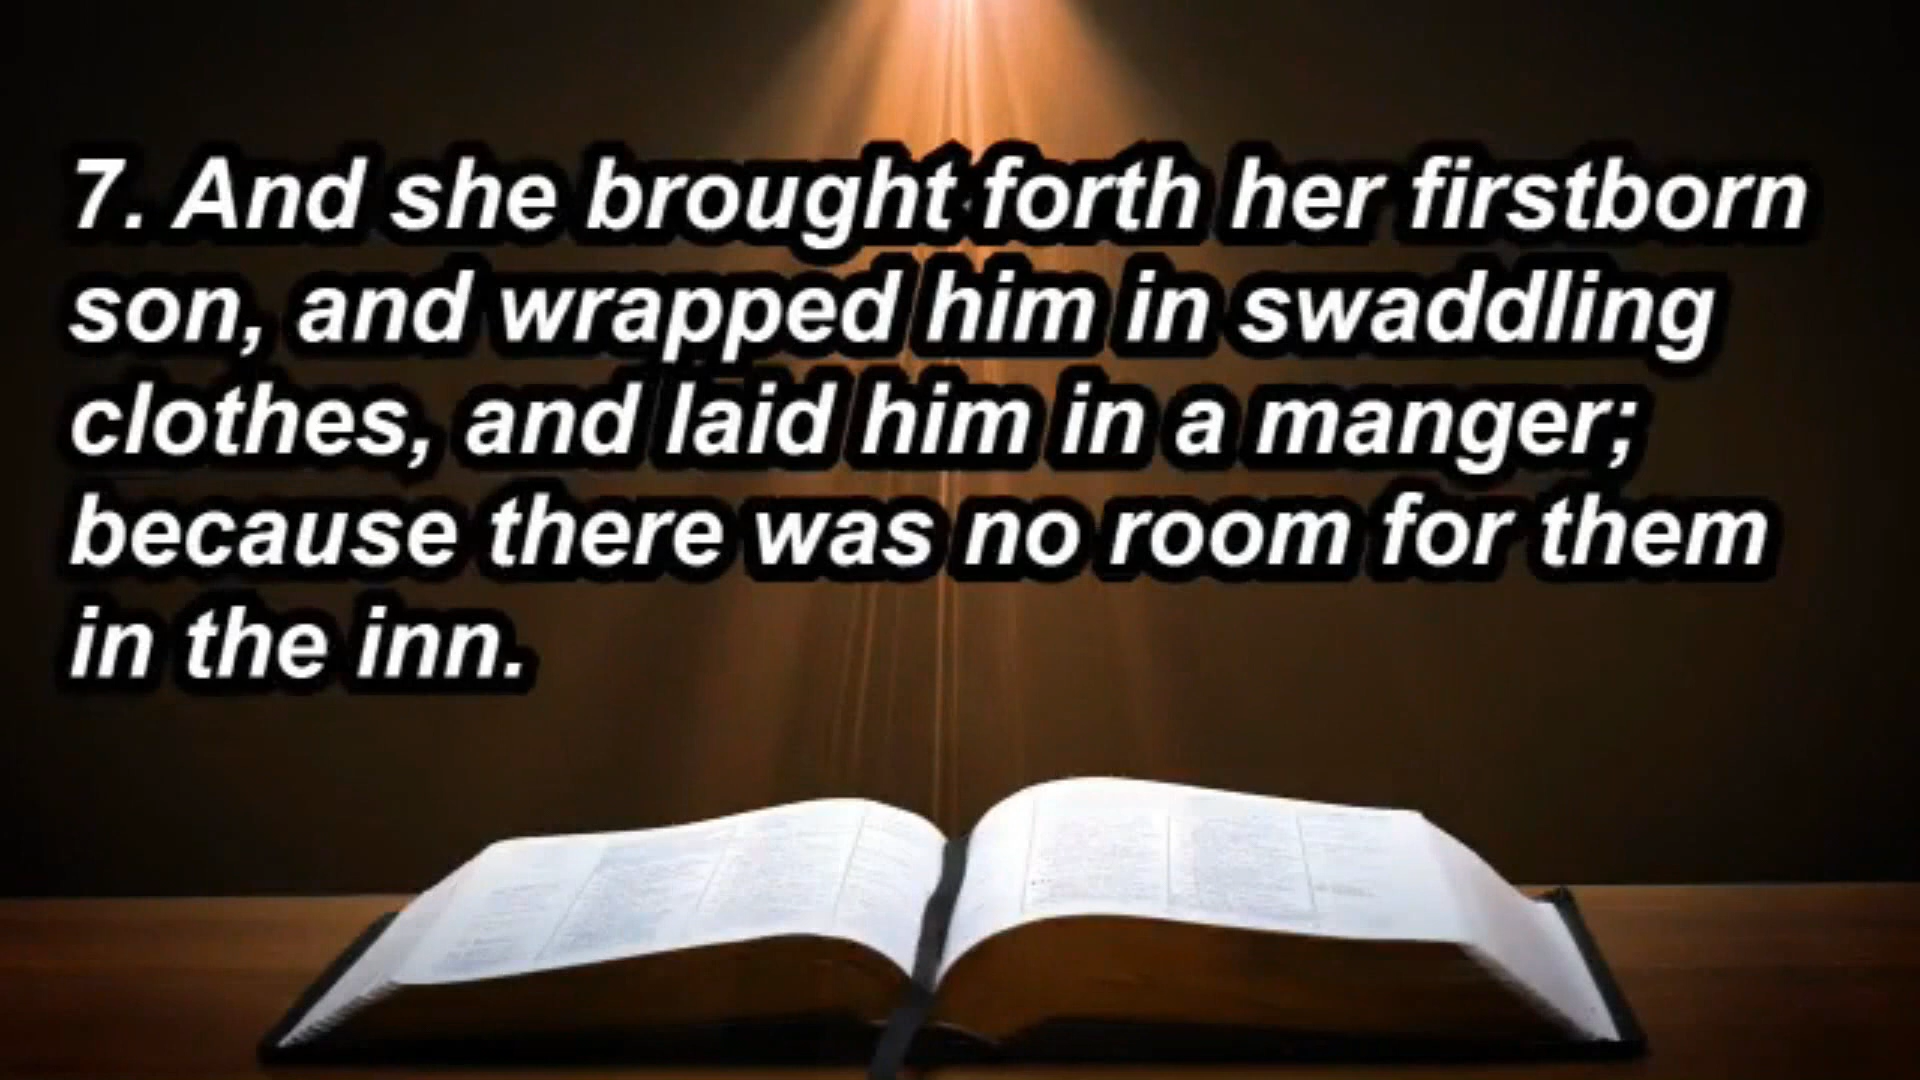 7. And she brought forth her firstborn
son, and wrapped him in swaddling
clothes, and laid him in a manger;
because there was no room for them
in the inn.